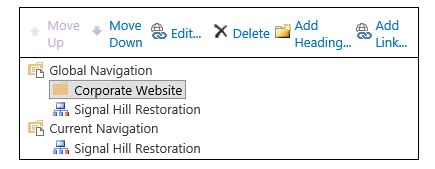 Move Up
Move Down
Edit...
Delete
Add Heading...
Add Link...
Global Navigation
Corporate Website
Signal Hill Restoration
Current Navigation
Signal Hill Restoration